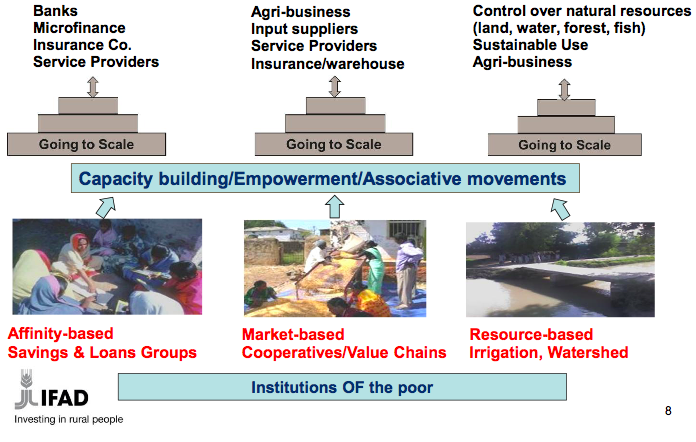 Banks
Microfinance
Insurance Co.
Service Providers
Agri-business
Input suppliers
Service Providers
Insurance/warehouse
Control over natural resources
(land, water, forest, fish)
Sustainable Use
Agri-business
Going to Scale
Going to Scale
Going to Scale
Capacity building/Empowerment/Associative movements
Affinity-based
Savings & Loans Groups
Market-based
Cooperatives/Value Chains
Resource-based
Irrigation, Watershed
Institutions OF the poor
IFAD
Investing in rural people
8